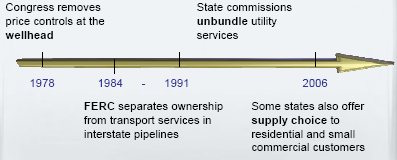 Congress removes
price controls at the
wellhead
State commissions
unbundle utility
services
1978
1984 - 1991
2006
FERC separates ownership
from transport services in
interstate pipelines
Some states also offer
supply choice to
residential and small
commercial customers